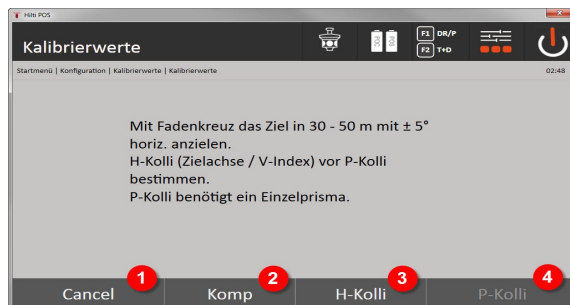 Hilti POS
Kalibrierwerte
POC
POS
F1 DR/P
F2 T+D
Startmenü | Konfiguration | Kalibrierwerte | Kalibrierwerte
02:48
Mit Fadenkreuz das Ziel in 30 - 50 m mit ± 5°
horiz. anzielen.
H-Kolli (Zielachse / V-Index) vor P-Kolli
bestimmen.
P-Kolli benötigt ein Einzelprisma.
1
2
3
4
Cancel
Komp
H-Kolli
P-Kolli